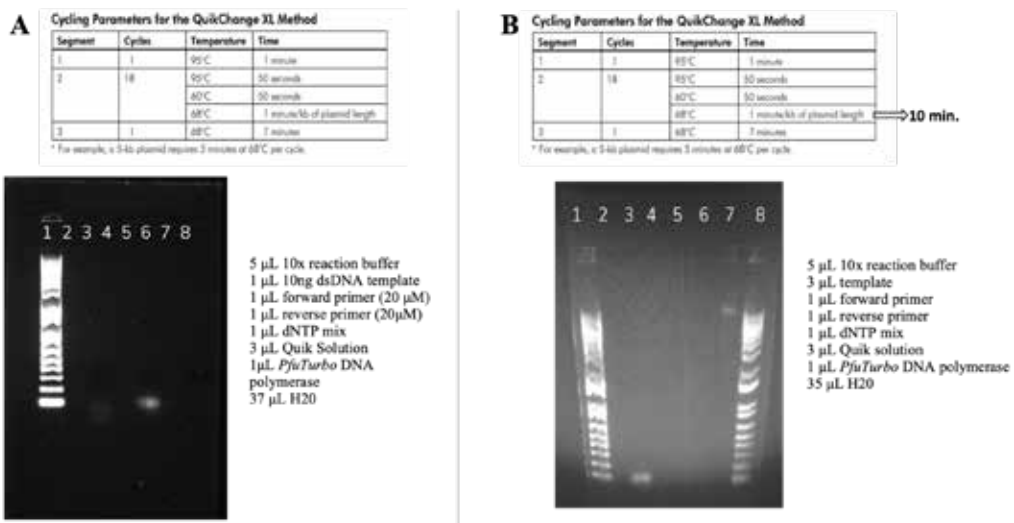 A
Cycling Parameters for the QuikChange XL Method
Segment Cycles Temperature Time
1 1 95°C 1 minute
2 18 95°C 50 seconds
60°C 50 seconds
68°C 1 minute/kb of plasmid length
3 1 68°C 7 minutes
* For example, a 5-kb plasmid requires 5 minutes at 68°C per cycle.
1 2 3 4 5 6 7 8
5 µL 10x reaction buffer
1 µL 10ng dsDNA template
1 µL forward primer (20 µM)
1 µL reverse primer (20µM)
1 µL dNTP mix
3 µL Quik Solution
1µL PfuTurbo DNA
polymerase
37 µL H20
B
Cycling Parameters for the QuikChange XL Method
Segment Cycles Temperature Time
1 1 95°C 1 minute
2 18 95°C 50 seconds
60°C 50 seconds
68°C 1 minute/kb of plasmid length 10 min.
3 1 68°C 7 minutes
* For example, a 5-kb plasmid requires 5 minutes at 68°C per cycle.
1 2 3 4 5 6 7 8
5 µL 10x reaction buffer
3 µL template
1 µL forward primer
1 µL reverse primer
1 µL dNTP mix
3 µL Quik solution
1 µL PfuTurbo DNA polymerase
35 µL H20